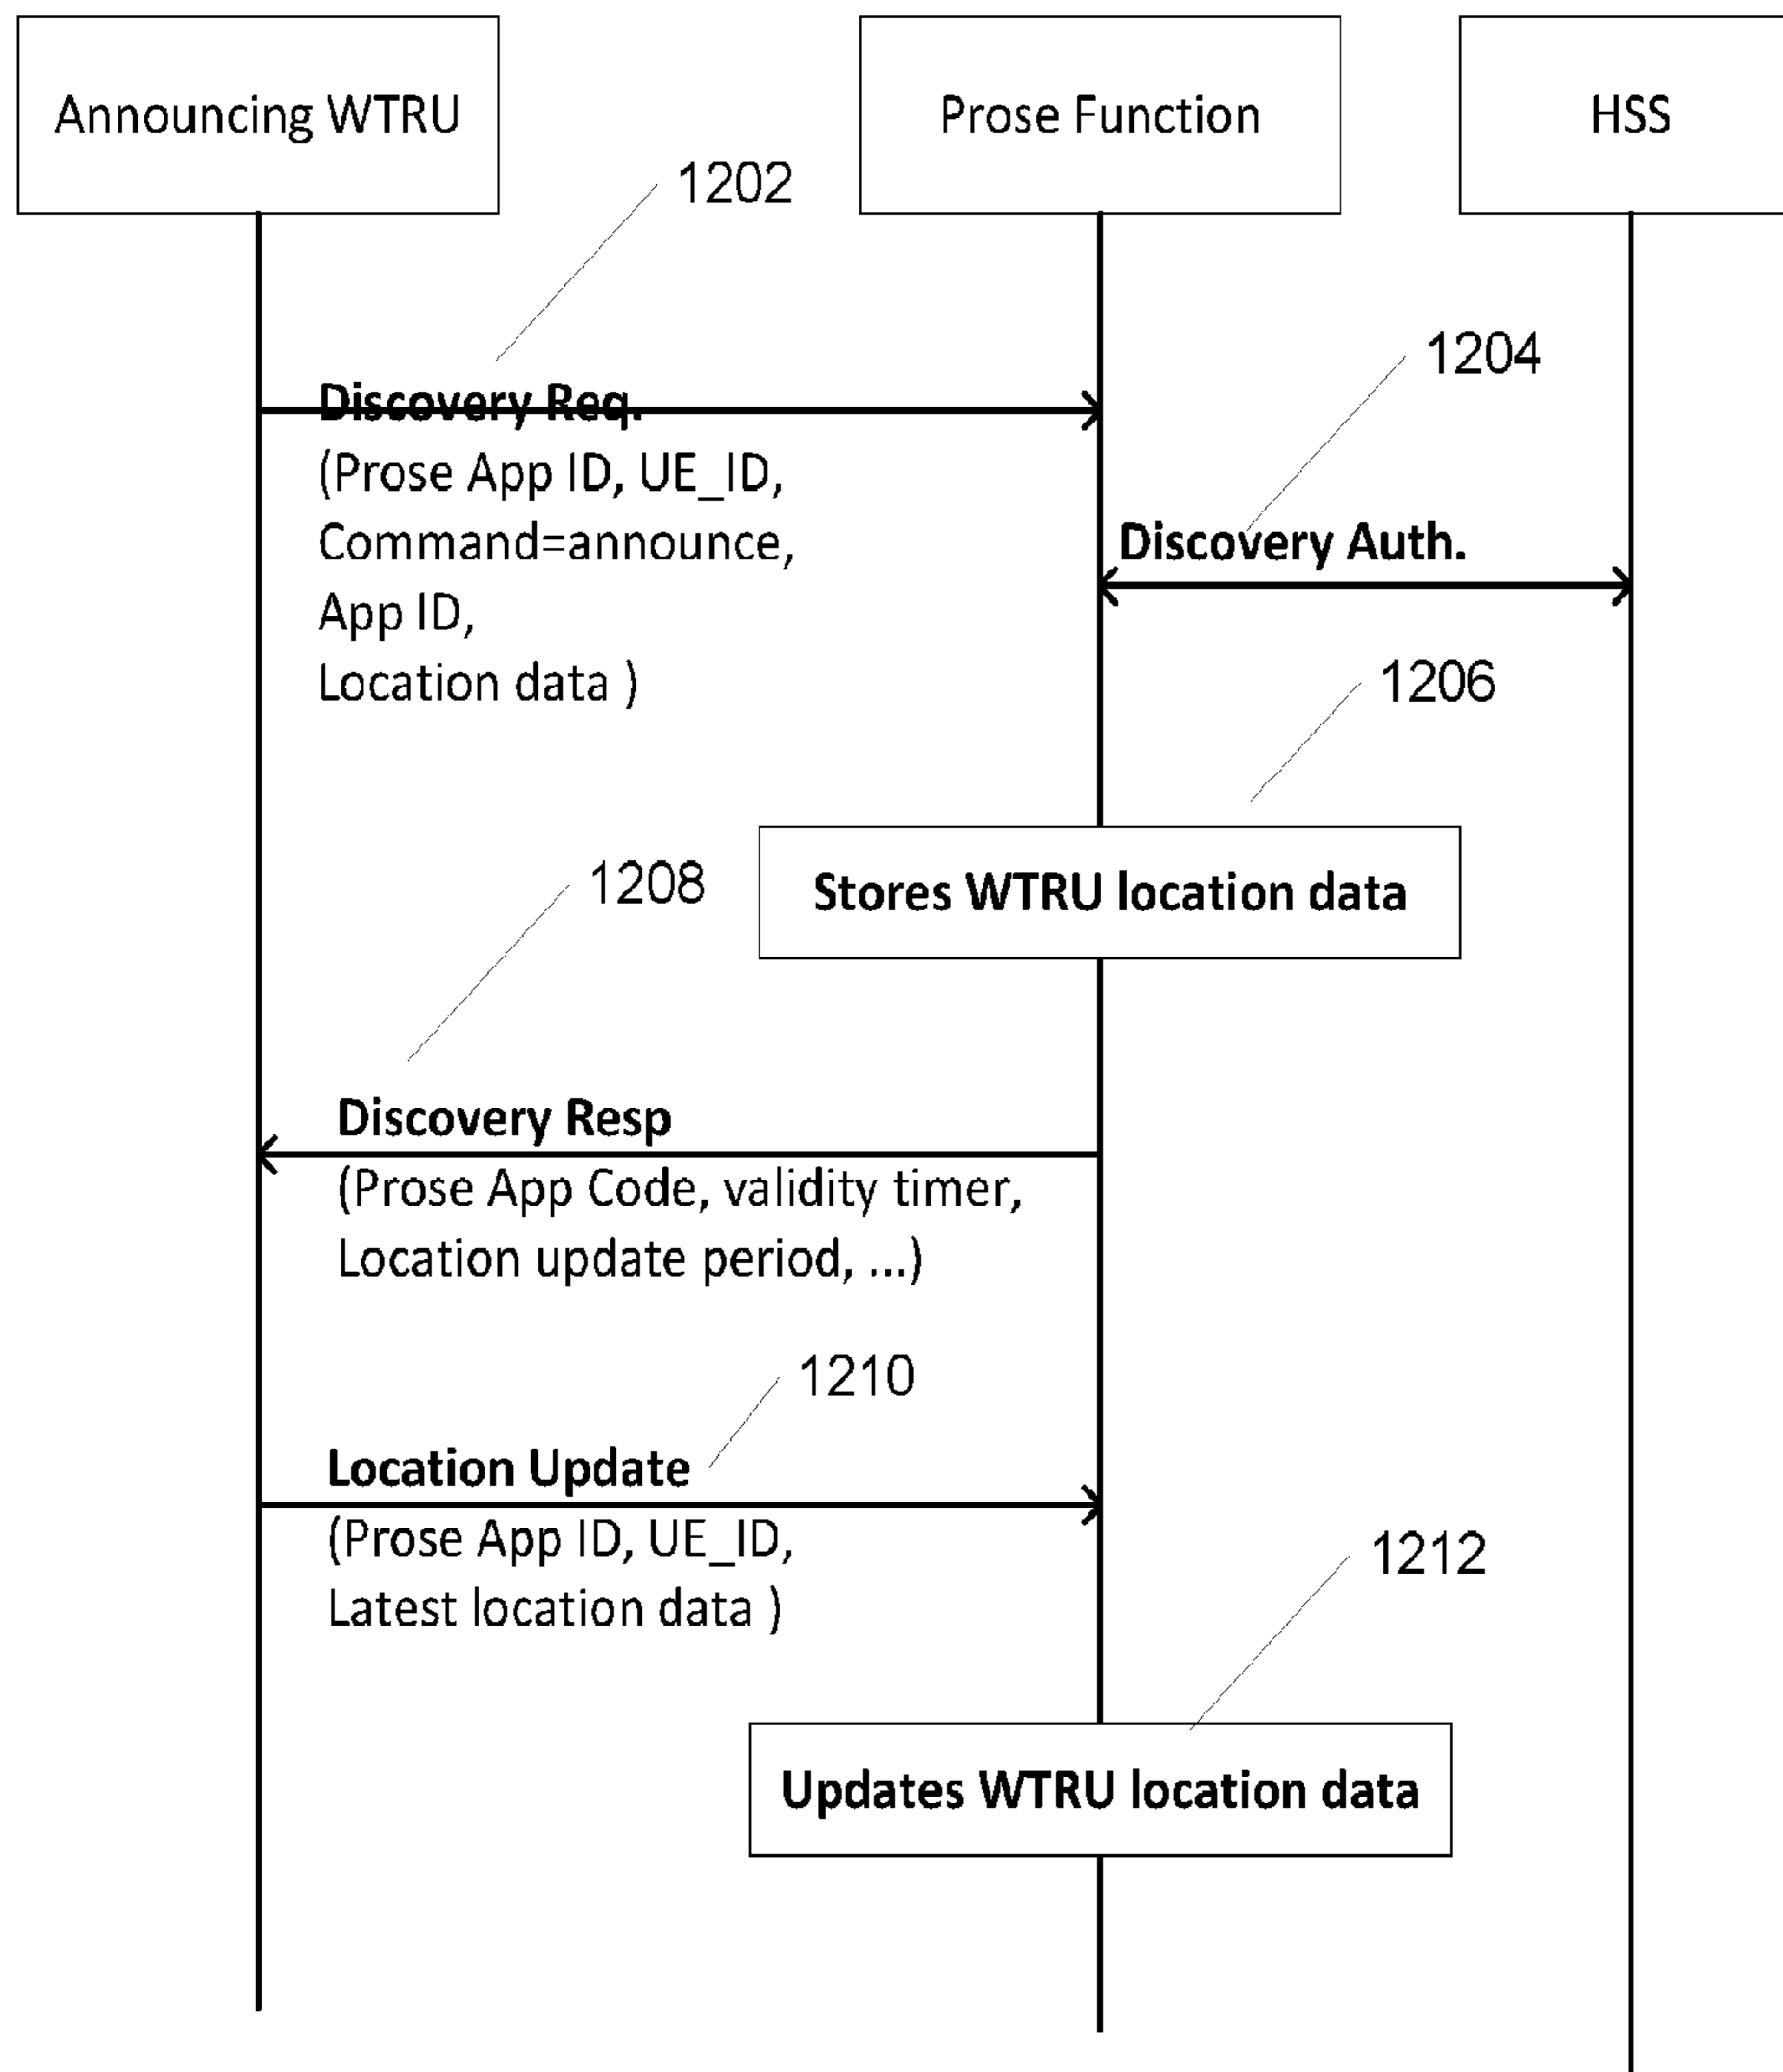 Announcing WTRU
Prose Function
HSS
1202
1204
Discovery Req.
(Prose App ID, UE_ID,
Command=announce,
App ID,
Location data )
Discovery Auth.
1206
Stores WTRU location data
1208
Discovery Resp
(Prose App Code, validity timer,
Location update period, ...)
1210
Location Update
(Prose App ID, UE_ID,
Latest location data )
1212
Updates WTRU location data